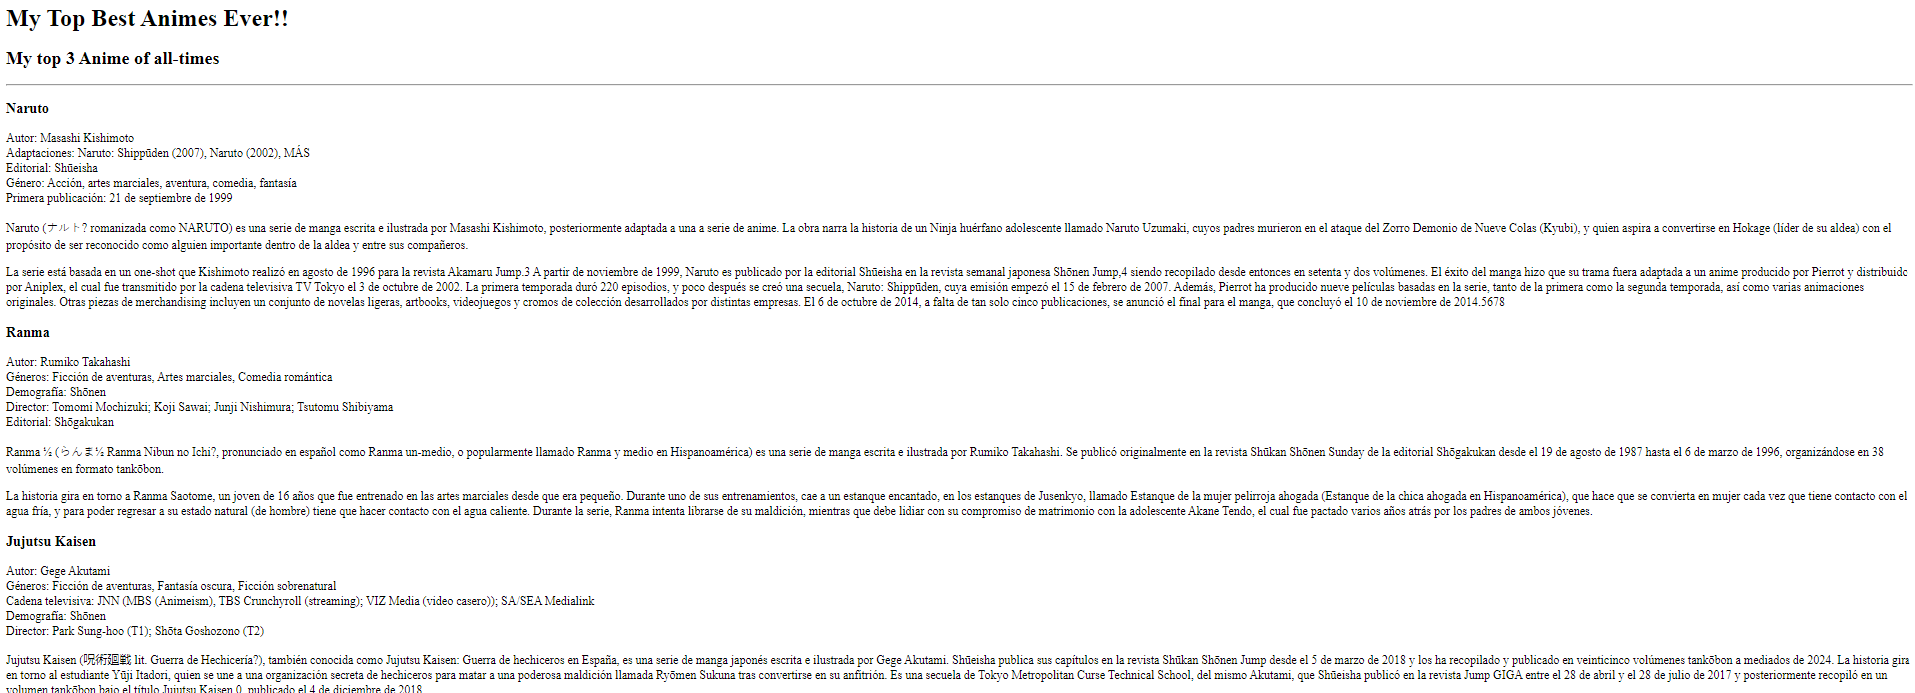 My Top Best Animes Ever!!
My top 3 Anime of all-times
Naruto
Autor: Masashi Kishimoto
Adaptaciones: Naruto: Shippūden (2007), Naruto (2002), MÁS
Editorial: Shūeisha
Género: Acción, artes marciales, aventura, comedia, fantasía
Primera publicación: 21 de septiembre de 1999
Naruto (ナルト? romanizada como NARUTO) es una serie de manga escrita e ilustrada por Masashi Kishimoto, posteriormente adaptada a una a serie de anime. La obra narra la historia de un Ninja huérfano adolescente llamado Naruto Uzumaki, cuyos padres murieron en el ataque del Zorro Demonio de Nueve Colas (Kyubi), y quien aspira a convertirse en Hokage (líder de su aldea) con el
propósito de ser reconocido como alguien importante dentro de la aldea y entre sus compañeros.
La serie está basada en un one-shot que Kishimoto realizó en agosto de 1996 para la revista Akamaru Jump.3 A partir de noviembre de 1999, Naruto es publicado por la editorial Shūeisha en la revista semanal japonesa Shōnen Jump,4 siendo recopilado desde entonces en setenta y dos volúmenes. El éxito del manga hizo que su trama fuera adaptada a un anime producido por Pierrot y distribuido
por Aniplex, el cual fue transmitido por la cadena televisiva TV Tokyo el 3 de octubre de 2002. La primera temporada duró 220 episodios, y poco después se creó una secuela, Naruto: Shippūden, cuya emisión empezó el 15 de febrero de 2007. Además, Pierrot ha producido nueve películas basadas en la serie, tanto de la primera como la segunda temporada, así como varias animaciones
originales. Otras piezas de merchandising incluyen un conjunto de novelas ligeras, artbooks, videojuegos y cromos de colección desarrollados por distintas empresas. El 6 de octubre de 2014, a falta de tan solo cinco publicaciones, se anunció el final para el manga, que concluyó el 10 de noviembre de 2014.5678
Ranma
Autor: Rumiko Takahashi
Géneros: Ficción de aventuras, Artes marciales, Comedia romántica
Demografía: Shōnen
Director: Tomomi Mochizuki; Koji Sawai; Junji Nishimura; Tsutomu Shibiyama
Editorial: Shōgakukan
Ranma ½ (らんま½ Ranma Nibun no Ichi?, pronunciado en español como Ranma un-medio, o popularmente llamado Ranma y medio en Hispanoamérica) es una serie de manga escrita e ilustrada por Rumiko Takahashi. Se publicó originalmente en la revista Shūkan Shōnen Sunday de la editorial Shōgakukan desde el 19 de agosto de 1987 hasta el 6 de marzo de 1996, organizándose en 38
volúmenes en formato tankōbon.
La historia gira en torno a Ranma Saotome, un joven de 16 años que fue entrenado en las artes marciales desde que era pequeño. Durante uno de sus entrenamientos, cae a un estanque encantado, en los estanques de Jusenkyo, llamado Estanque de la mujer pelirroja ahogada (Estanque de la chica ahogada en Hispanoamérica), que hace que se convierta en mujer cada vez que tiene contacto con el
agua fría, y para poder regresar a su estado natural (de hombre) tiene que hacer contacto con el agua caliente. Durante la serie, Ranma intenta librarse de su maldición, mientras que debe lidiar con su compromiso de matrimonio con la adolescente Akane Tendo, el cual fue pactado varios años atrás por los padres de ambos jóvenes.
Jujutsu Kaisen
Autor: Gege Akutami
Géneros: Ficción de aventuras, Fantasía oscura, Ficción sobrenatural
Cadena televisiva: JNN (MBS (Animeism), TBS Crunchyroll (streaming); VIZ Media (video casero)); SA/SEA Medialink
Demografía: Shōnen
Director: Park Sung-hoo (T1); Shōta Goshozono (T2)
Jujutsu Kaisen (呪術廻戦 lit. Guerra de Hechicería?), también conocida como Jujutsu Kaisen: Guerra de hechiceros en España, es una serie de manga japonés escrita e ilustrada por Gege Akutami. Shūeisha publica sus capítulos en la revista Shūkan Shōnen Jump desde el 5 de marzo de 2018 y los ha recopilado y publicado en veinticinco volúmenes tankōbon a mediados de 2024. La historia gira
en torno al estudiante Yūji Itadori, quien se une a una organización secreta de hechiceros para matar a una poderosa maldición llamada Ryōmen Sukuna tras convertirse en su anfitrión. Es una secuela de Tokyo Metropolitan Curse Technical School, del mismo Akutami, que Shūeisha publicó en la revista Jump GIGA entre el 28 de abril y el 28 de julio de 2017 y posteriormente recopiló en un
volumen tankōbon bajo el título Jujutsu Kaisen 0, publicado el 4 de diciembre de 2018.